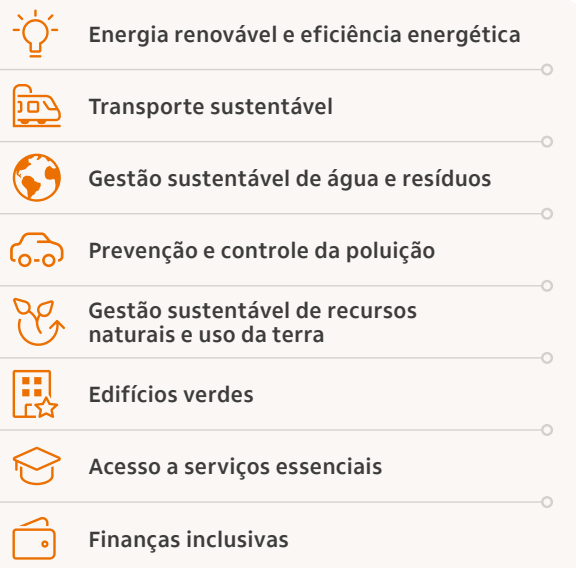 Energia renovável e eficiência energética
Transporte sustentável
Gestão sustentável de água e resíduos
Prevenção e controle da poluição
Gestão sustentável de recursos
naturais e uso da terra
Edifícios verdes
Acesso a serviços essenciais
Finanças inclusivas